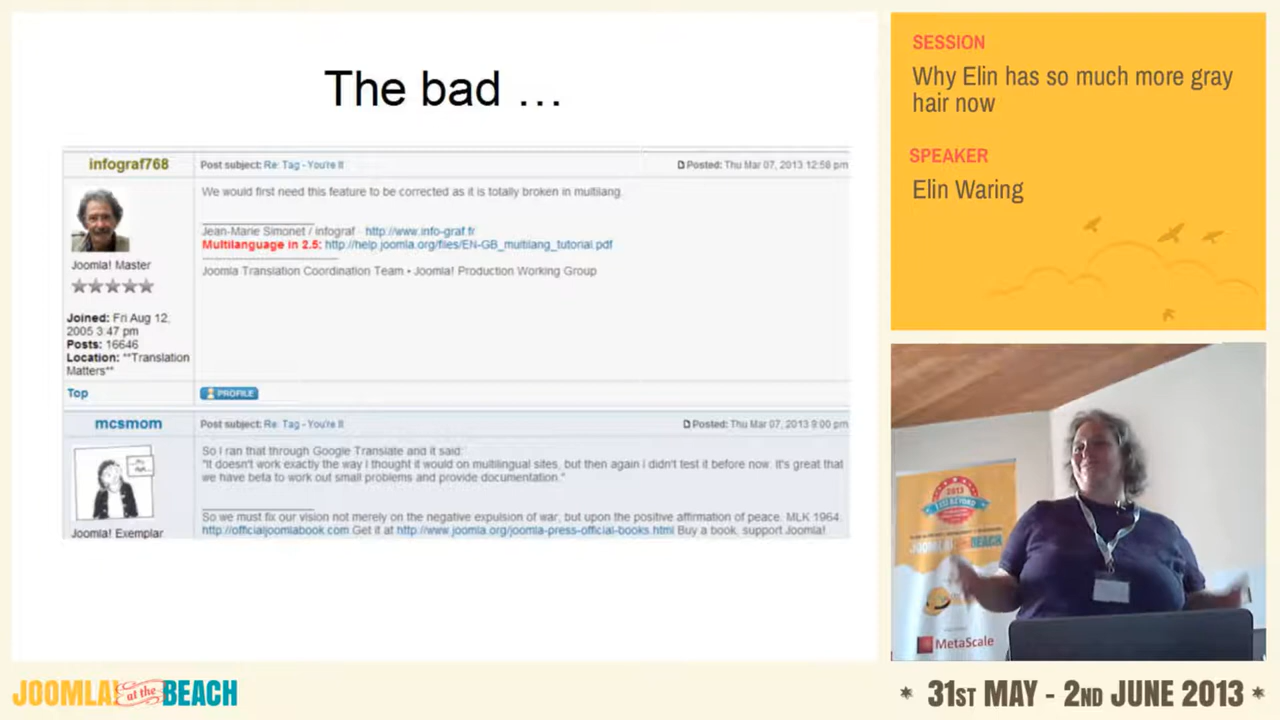 The bad …
infograf768
Post subject: Re: Tag - You're It
Posted: Thu Mar 07, 2013 12:56 pm
We would first need this feature to be corrected as it is totally broken in multilang.
Jean-Marie Simonet / infograf · http://www.info-graf.fr
Multilanguage in 2.5: http://help.joomla.org/files/EN-GB_multilang_tutorial.pdf
Joomla Translation Coordination Team • Joomla! Production Working Group
Joomla! Master
Joined: Fri Aug 12,
2005 3:47 pm
Posts: 16646
Location: **Translation
Matters**
Top
PROFILE
mcsmom
Post subject: Re: Tag - You're It
Posted: Thu Mar 07, 2013 9:00 pm
So I ran that through Google Translate and it said:
"It doesn't work exactly the way I thought it would on multilingual sites, but then again I didn't test it before now. It's great that
we have beta to work out small problems and provide documentation."
So we must fix our vision not merely on the negative expulsion of war, but upon the positive affirmation of peace. MLK 1964.
http://officialjoomlabook.com Get it at http://www.joomla.org/joomla-press-official-books.html Buy a book, support Joomla!
Joomla! Exemplar
SESSION
Why Elin has so much more gray
hair now
SPEAKER
Elin Waring
2013
JOOMLA! at the BEACH
MetaScale
JOOMLA! at the BEACH
* 31ST MAY - 2ND JUNE 2013 *